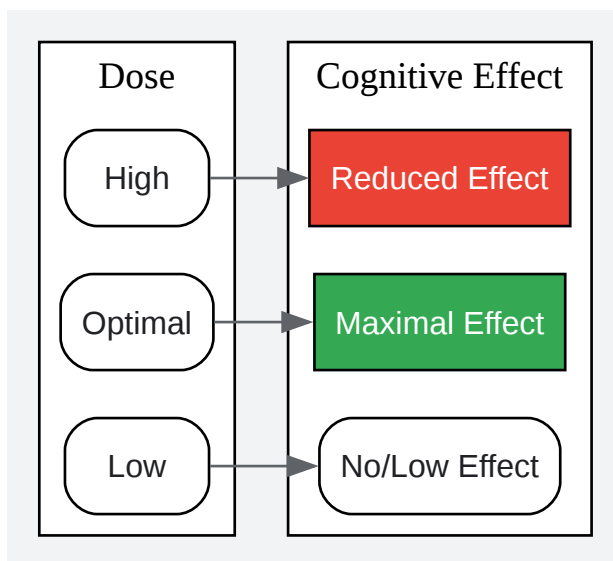 Dose
Cognitive Effect
High
Reduced Effect
Optimal
Maximal Effect
Low
No/Low Effect